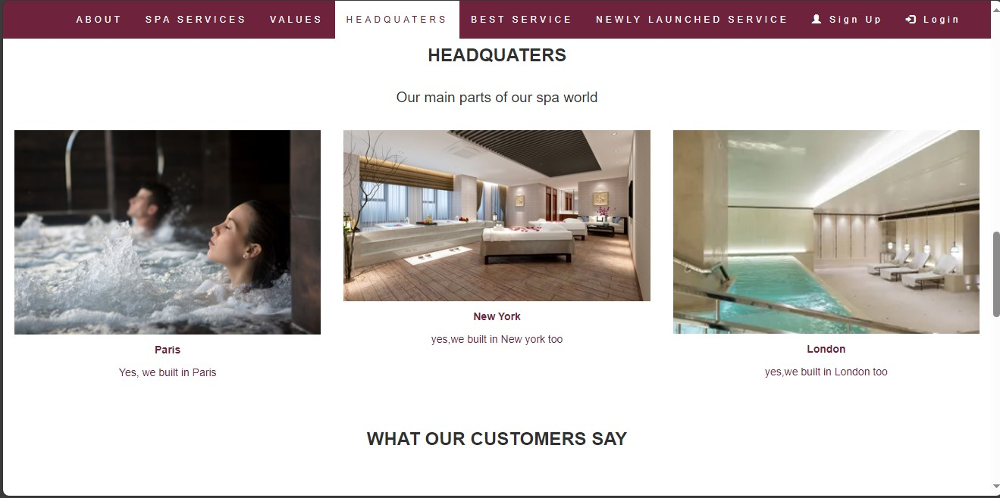 ABOUT SPA SERVICES VALUES HEADQUATERS BEST SERVICE NEWLY LAUNCHED SERVICE Sign Up Login
HEADQUATERS
Our main parts of our spa world
Paris
Yes, we built in Paris
New York
yes,we built in New york too
London
yes,we built in London too
WHAT OUR CUSTOMERS SAY